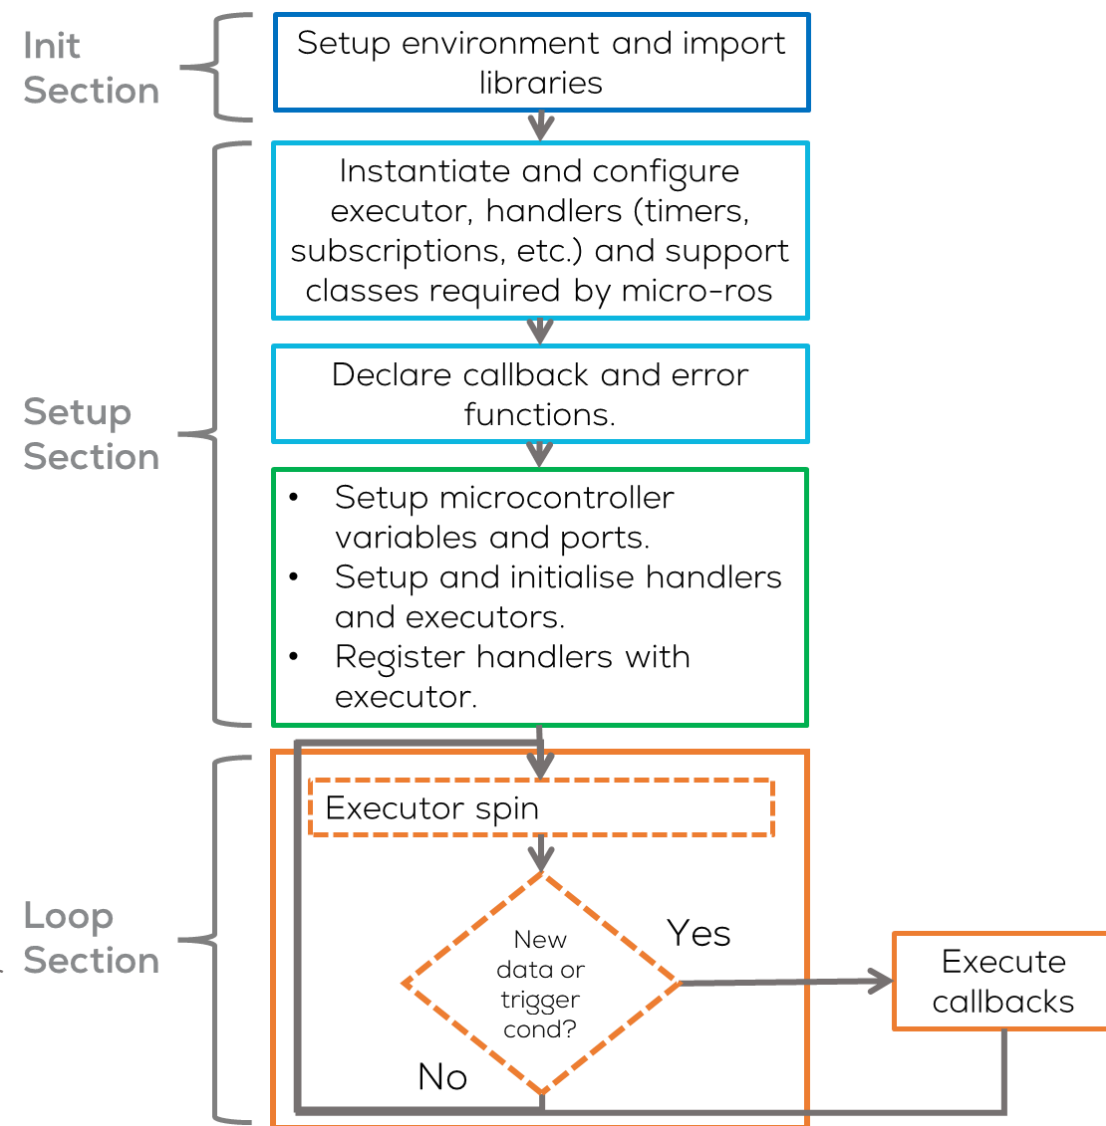 Init
Section
Setup environment and import
libraries
Instantiate and configure
executor, handlers (timers,
subscriptions, etc.) and support
classes required by micro-ros
Setup
Section
Declare callback and error
functions.
• Setup microcontroller
variables and ports.
• Setup and initialise handlers
and executors.
• Register handlers with
executor.
Loop
Section
Executor spin
New
data or
trigger
cond?
Yes
No
Execute
callbacks